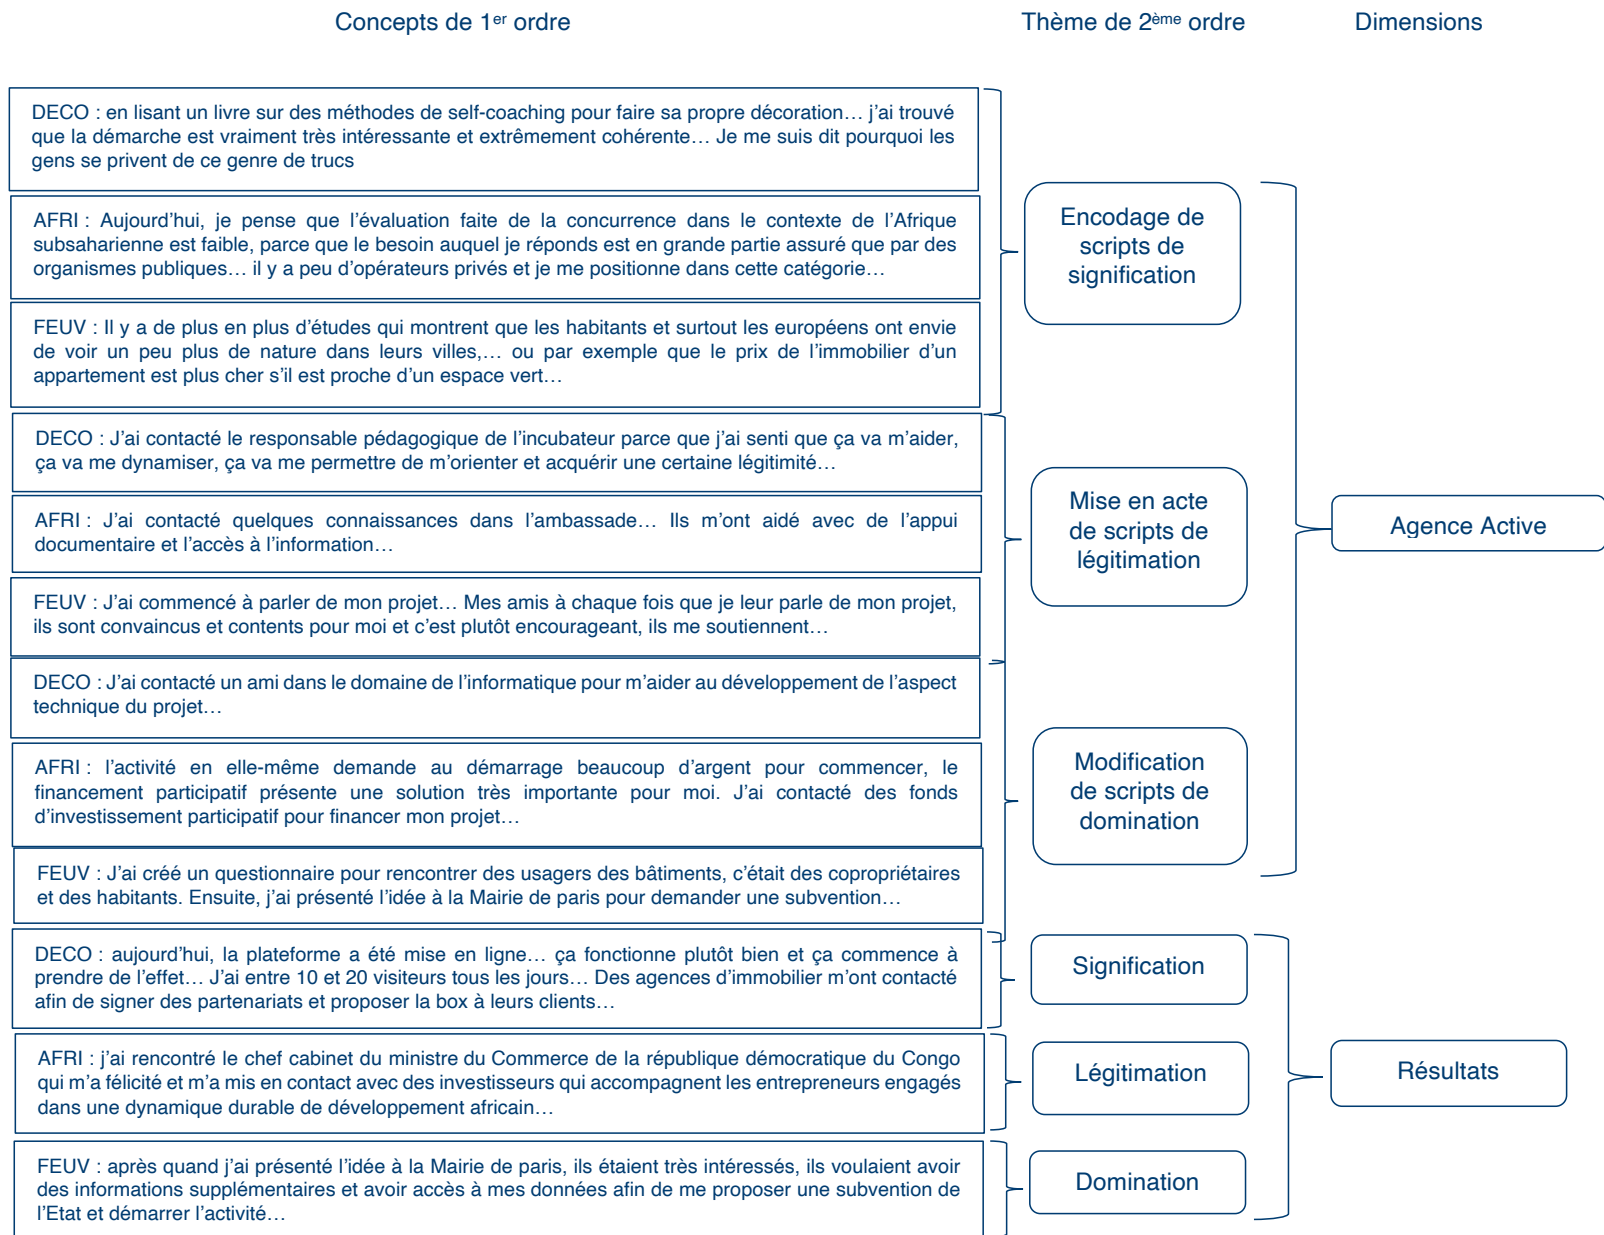 Concepts de 1er ordre
Thème de 2ème ordre
Dimensions
DECO : en lisant un livre sur des méthodes de self-coaching pour faire sa propre décoration… j’ai trouvé
que la démarche est vraiment très intéressante et extrêmement cohérente… Je me suis dit pourquoi les
gens se privent de ce genre de trucs
AFRI : Aujourd’hui, je pense que l’évaluation faite de la concurrence dans le contexte de l’Afrique
subsaharienne est faible, parce que le besoin auquel je réponds est en grande partie assuré que par des
organismes publiques… il y a peu d’opérateurs privés et je me positionne dans cette catégorie…
FEUV : Il y a de plus en plus d’études qui montrent que les habitants et surtout les européens ont envie
de voir un peu plus de nature dans leurs villes,… ou par exemple que le prix de l’immobilier d’un
appartement est plus cher s’il est proche d’un espace vert…
Encodage de
scripts de
signification
DECO : J’ai contacté le responsable pédagogique de l’incubateur parce que j’ai senti que ça va m’aider,
ça va me dynamiser, ça va me permettre de m’orienter et acquérir une certaine légitimité…
AFRI : J’ai contacté quelques connaissances dans l’ambassade… Ils m’ont aidé avec de l’appui
documentaire et l’accès à l’information…
FEUV : J’ai commencé à parler de mon projet… Mes amis à chaque fois que je leur parle de mon projet,
ils sont convaincus et contents pour moi et c’est plutôt encourageant, ils me soutiennent…
Mise en acte
de scripts de
légitimation
Agence Active
DECO : J’ai contacté un ami dans le domaine de l’informatique pour m’aider au développement de l’aspect
technique du projet…
AFRI : l’activité en elle-même demande au démarrage beaucoup d’argent pour commencer, le
financement participatif présente une solution très importante pour moi. J’ai contacté des fonds
d’investissement participatif pour financer mon projet…
FEUV : J’ai créé un questionnaire pour rencontrer des usagers des bâtiments, c’était des copropriétaires
et des habitants. Ensuite, j’ai présenté l’idée à la Mairie de paris pour demander une subvention…
Modification
de scripts de
domination
DECO : aujourd’hui, la plateforme a été mise en ligne… ça fonctionne plutôt bien et ça commence à
prendre de l’effet… J’ai entre 10 et 20 visiteurs tous les jours… Des agences d’immobilier m’ont contacté
afin de signer des partenariats et proposer la box à leurs clients…
Signification
AFRI : j’ai rencontré le chef cabinet du ministre du Commerce de la république démocratique du Congo
qui m’a félicité et m’a mis en contact avec des investisseurs qui accompagnent les entrepreneurs engagés
dans une dynamique durable de développement africain…
Légitimation
Résultats
FEUV : après quand j’ai présenté l’idée à la Mairie de paris, ils étaient très intéressés, ils voulaient avoir
des informations supplémentaires et avoir accès à mes données afin de me proposer une subvention de
l’Etat et démarrer l’activité…
Domination